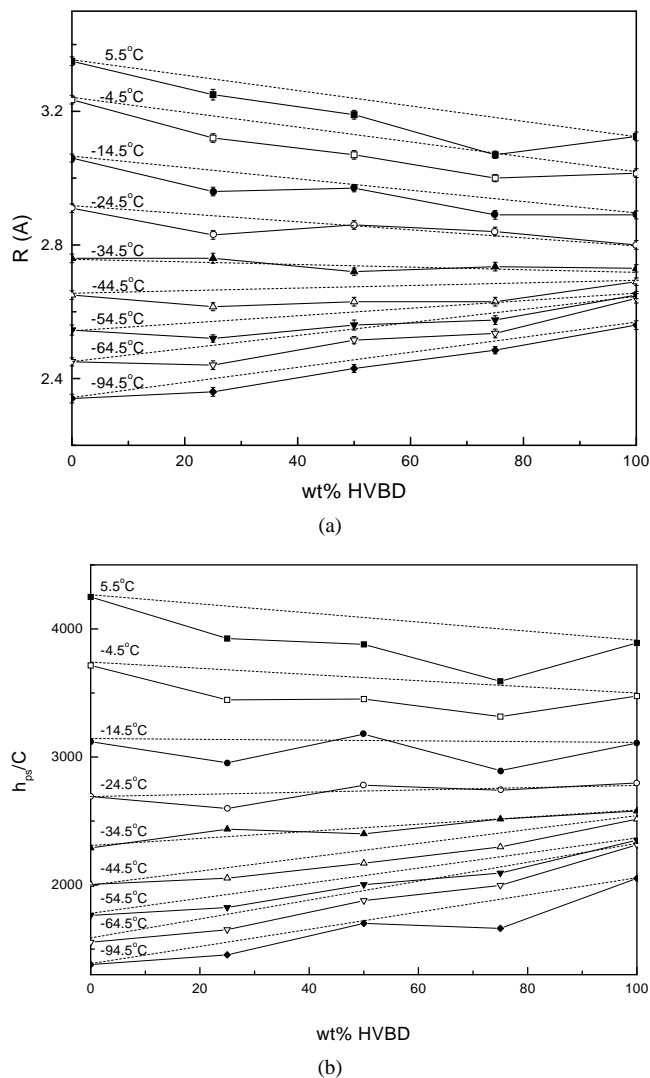 5.5°C
3.2
-4.5°C
-14.5°C
-24.5°C
2.8
R (A)
-34.5°C
-44.5°C
-54.5°C
-64.5°C
2.4
-94.5°C
0 20 40 60 80 100
wt% HVBD
(a)
5.5°C
4000
-4.5°C
-14.5°C
3000
h_ps/C
-24.5°C
-34.5°C
-44.5°C
2000
-54.5°C
-64.5°C
-94.5°C
0 20 40 60 80 100
wt% HVBD
(b)